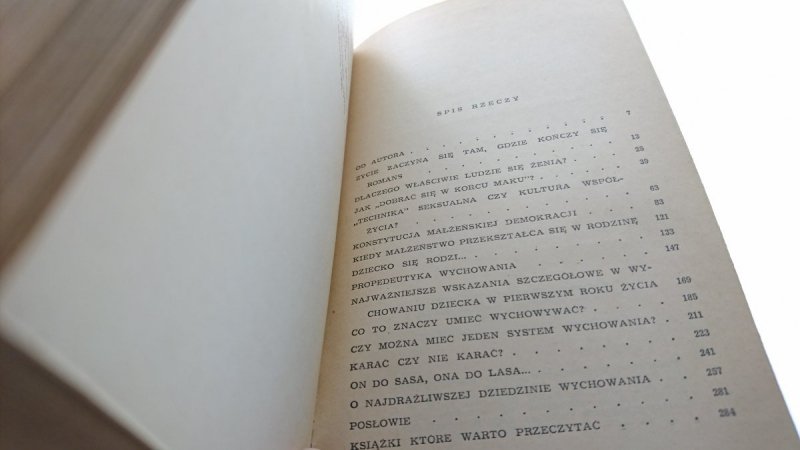 SPIS RZECZY
OD AUTORA . . . . . . . . . . 7
ŻYCIE ZACZYNA SIĘ TAM, GDZIE KOŃCZY SIĘ
ROMANS . . . . . . . . . . 13
DLACZEGO WŁAŚCIWIE LUDZIE SIĘ ŻENIĄ? . . 25
JAK „DOBRAĆ SIĘ W KORCU MAKU"? . . . . 39
„TECHNIKA" SEKSUALNA CZY KULTURA WSPÓŁ-
ŻYCIA? . . . . . . . . . . 63
KONSTYTUCJA MAŁŻEŃSKIEJ DEMOKRACJI . . 83
KIEDY MAŁŻEŃSTWO PRZEKSZTAŁCA SIĘ W RODZINĘ 121
DZIECKO SIĘ RODZI... . . . . . . . 133
PROPEDEUTYKA WYCHOWANIA . . . . . 147
NAJWAŻNIEJSZE WSKAZANIA SZCZEGÓŁOWE W WY-
CHOWANIU DZIECKA W PIERWSZYM ROKU ŻYCIA 169
CO TO ZNACZY UMIEĆ WYCHOWYWAĆ? . . . 185
CZY MOŻNA MIEĆ JEDEN SYSTEM WYCHOWANIA? . 211
KARAĆ CZY NIE KARAĆ? . . . . . . 223
ON DO SASA, ONA DO LASA... . . . . . 241
O NAJDRAŻLIWSZEJ DZIEDZINIE WYCHOWANIA . . 257
POSŁOWIE . . . . . . . . . . 281
KSIĄŻKI KTÓRE WARTO PRZECZYTAĆ . . . . 284